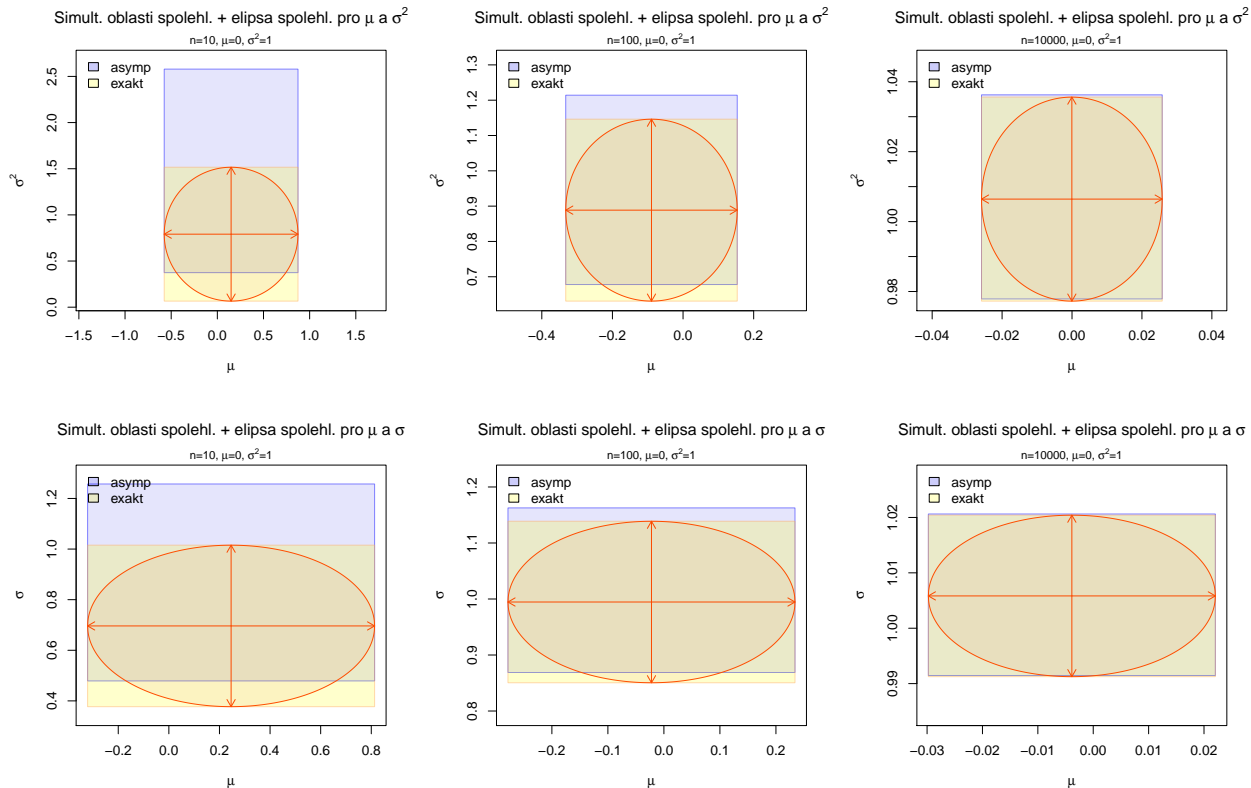 Simult. oblasti spolehl. + elipsa spolehl. pro μ a σ²
n=10, μ=0, σ²=1
asymp
exakt
σ²
0.0 0.5 1.0 1.5 2.0 2.5
−1.5 −1.0 −0.5 0.0 0.5 1.0 1.5
μ
Simult. oblasti spolehl. + elipsa spolehl. pro μ a σ²
n=100, μ=0, σ²=1
asymp
exakt
σ²
0.7 0.8 0.9 1.0 1.1 1.2 1.3
−0.4 −0.2 0.0 0.2
μ
Simult. oblasti spolehl. + elipsa spolehl. pro μ a σ²
n=10000, μ=0, σ²=1
asymp
exakt
σ²
0.98 1.00 1.02 1.04
−0.04 −0.02 0.00 0.02 0.04
μ
Simult. oblasti spolehl. + elipsa spolehl. pro μ a σ
n=10, μ=0, σ²=1
asymp
exakt
σ
0.4 0.6 0.8 1.0 1.2
−0.2 0.0 0.2 0.4 0.6 0.8
μ
Simult. oblasti spolehl. + elipsa spolehl. pro μ a σ
n=100, μ=0, σ²=1
asymp
exakt
σ
0.8 0.9 1.0 1.1 1.2
−0.2 −0.1 0.0 0.1 0.2
μ
Simult. oblasti spolehl. + elipsa spolehl. pro μ a σ
n=10000, μ=0, σ²=1
asymp
exakt
σ
0.99 1.00 1.01 1.02
−0.03 −0.02 −0.01 0.00 0.01 0.02
μ